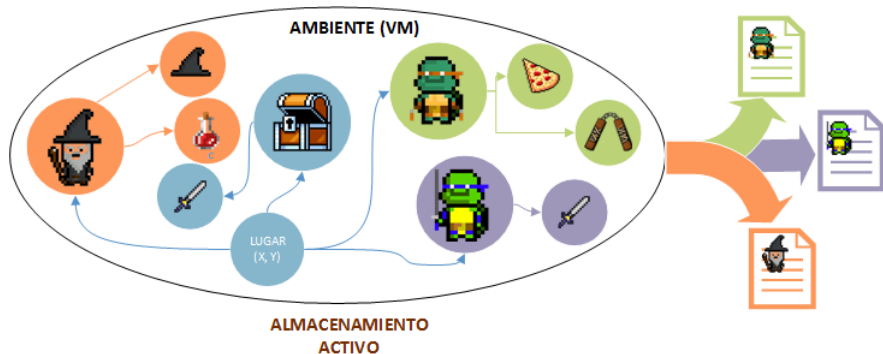 AMBIENTE (VM)
LUGAR
(X, Y)
ALMACENAMIENTO
ACTIVO